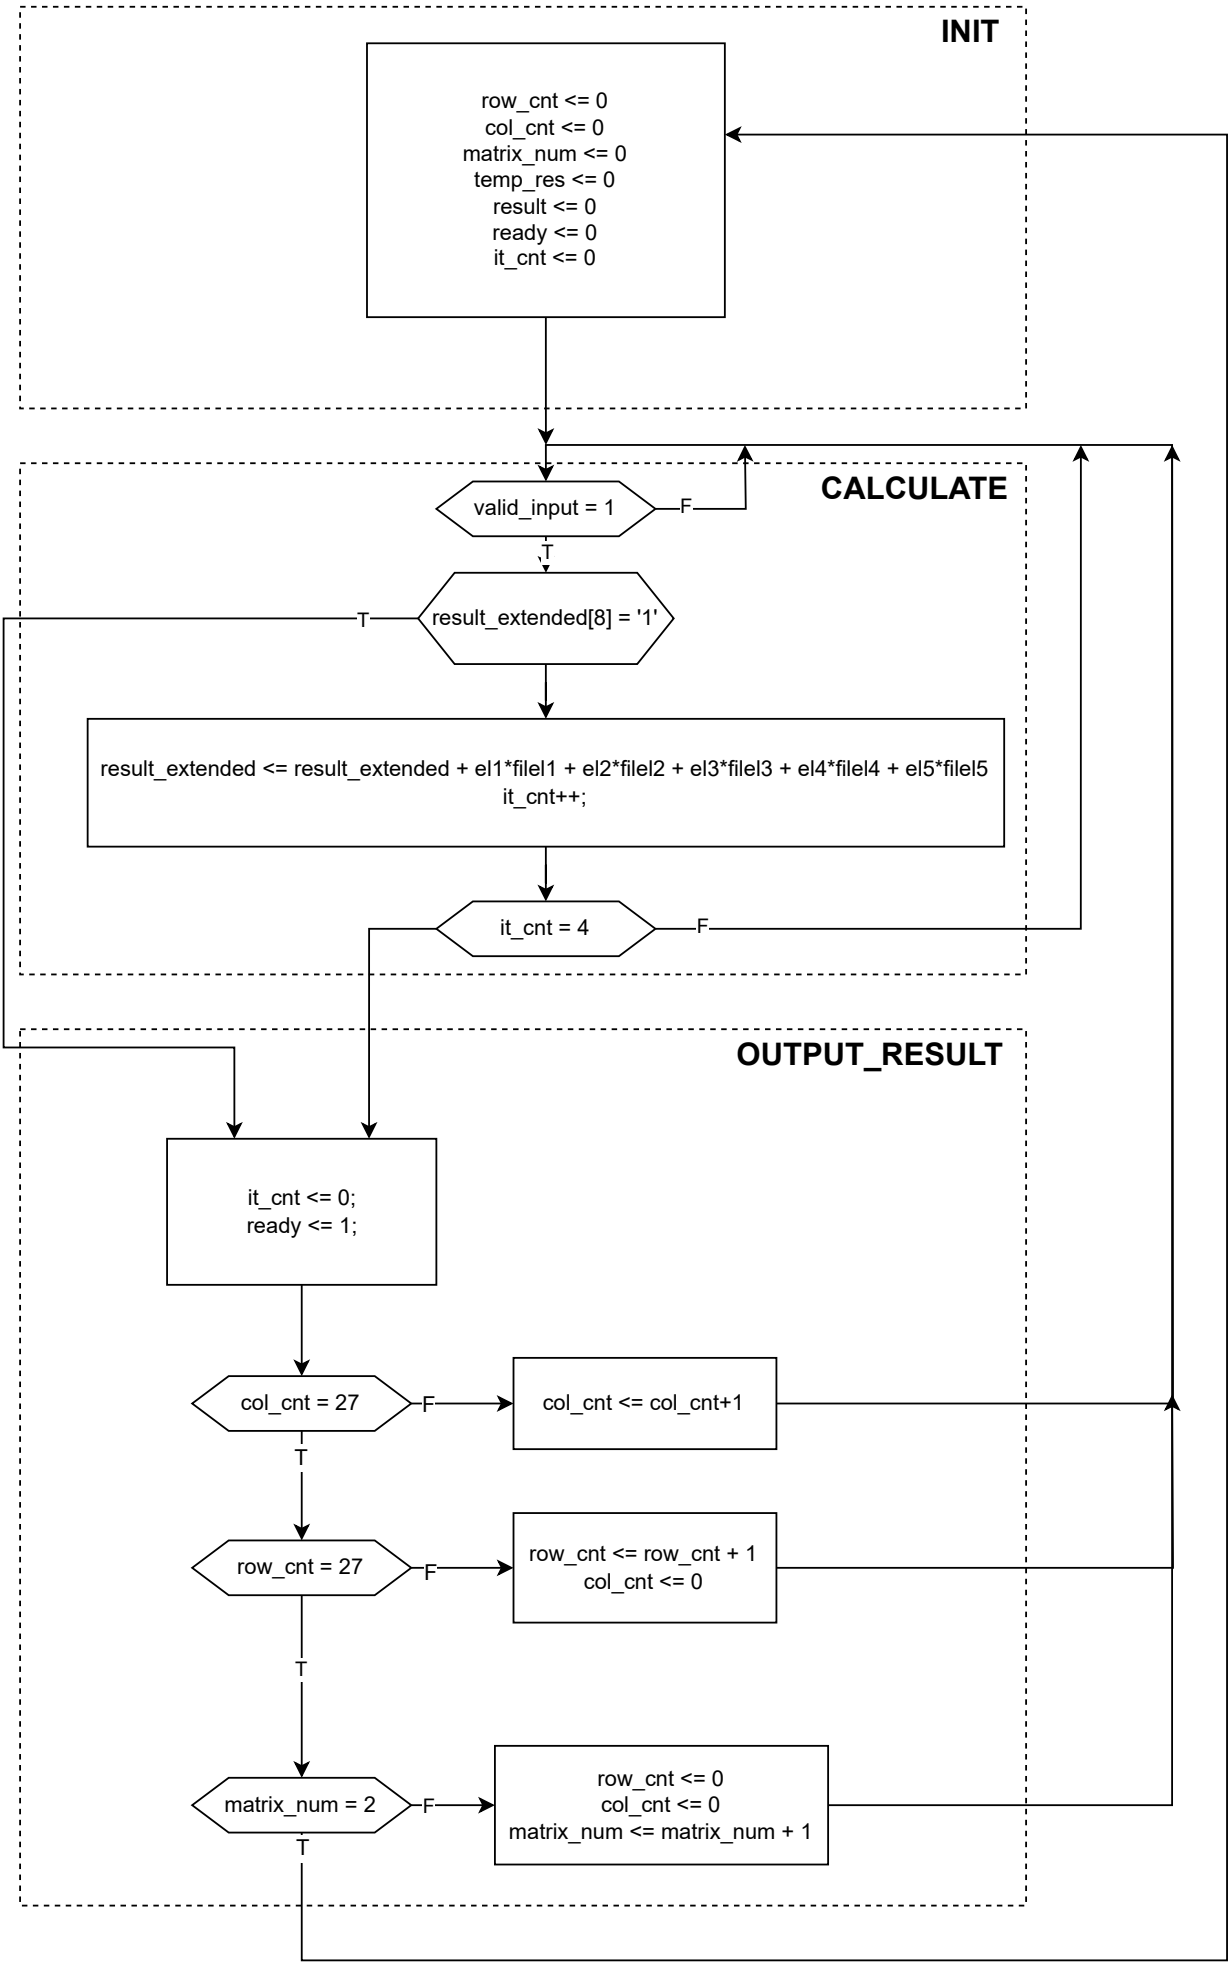 INIT
row_cnt <= 0
col_cnt <= 0
matrix_num <= 0
temp_res <= 0
result <= 0
ready <= 0
it_cnt <= 0
CALCULATE
valid_input = 1
F
T
result_extended[8] = '1'
T
result_extended <= result_extended + el1*filel1 + el2*filel2 + el3*filel3 + el4*filel4 + el5*filel5
it_cnt++;
it_cnt = 4
F
OUTPUT_RESULT
it_cnt <= 0;
ready <= 1;
col_cnt = 27
F
col_cnt <= col_cnt+1
T
row_cnt = 27
F
row_cnt <= row_cnt + 1
col_cnt <= 0
T
matrix_num = 2
F
row_cnt <= 0
col_cnt <= 0
matrix_num <= matrix_num + 1
T